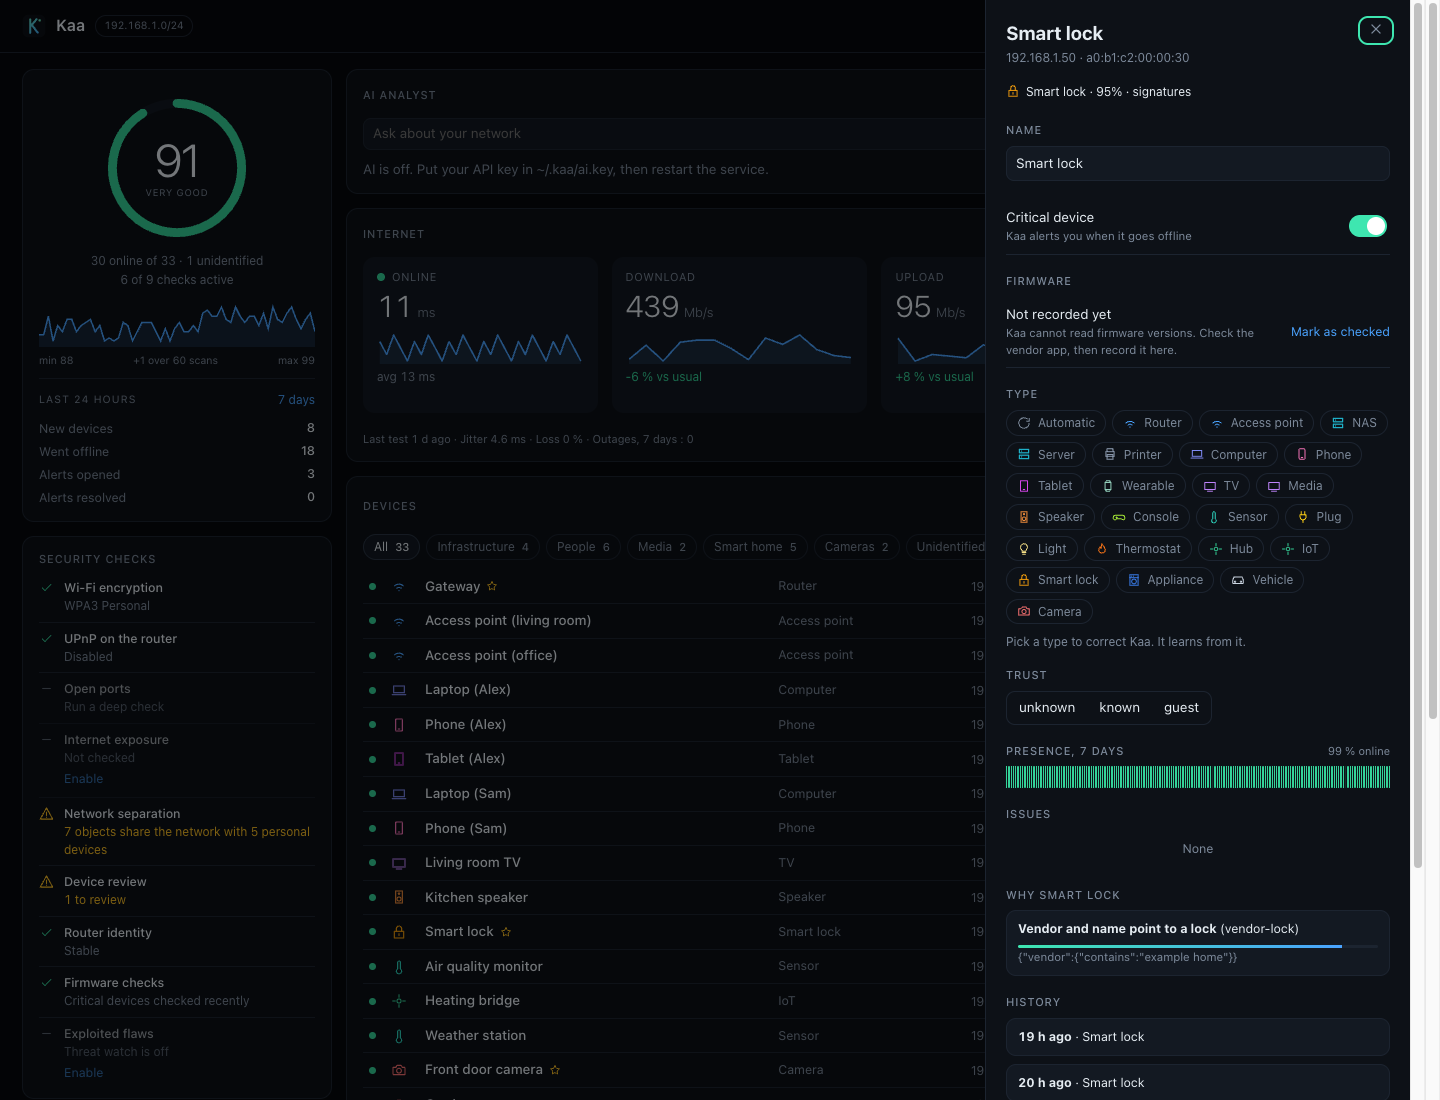 Kaa
192.168.1.0/24
91
VERY GOOD
30 online of 33 · 1 unidentified
6 of 9 checks active
min 88 +1 over 60 scans max 99
LAST 24 HOURS 7 days
New devices 8
Went offline 18
Alerts opened 3
Alerts resolved 0
SECURITY CHECKS
Wi-Fi encryption
WPA3 Personal
UPnP on the router
Disabled
Open ports
Run a deep check
Internet exposure
Not checked
Enable
Network separation
7 objects share the network with 5 personal
devices
Device review
1 to review
Router identity
Stable
Firmware checks
Critical devices checked recently
Exploited flaws
Threat watch is off
Enable
AI ANALYST
Ask about your network
AI is off. Put your API key in ~/.kaa/ai.key, then restart the service.
INTERNET
ONLINE
11 ms
avg 13 ms
DOWNLOAD
439 Mb/s
-6 % vs usual
UPLOAD
95 Mb/s
+8 % vs usual
Last test 1 d ago · Jitter 4.6 ms · Loss 0 % · Outages, 7 days : 0
DEVICES
All 33 Infrastructure 4 People 6 Media 2 Smart home 5 Cameras 2 Unidentified
Gateway Router 19
Access point (living room) Access point 19
Access point (office) Access point 19
Laptop (Alex) Computer 19
Phone (Alex) Phone 19
Tablet (Alex) Tablet 19
Laptop (Sam) Computer 19
Phone (Sam) Phone 19
Living room TV TV 19
Kitchen speaker Speaker 19
Smart lock Smart lock 19
Air quality monitor Sensor 19
Heating bridge IoT 19
Weather station Sensor 19
Front door camera Camera 19
Smart lock
192.168.1.50 · a0:b1:c2:00:00:30
Smart lock · 95% · signatures
NAME
Smart lock
Critical device
Kaa alerts you when it goes offline
FIRMWARE
Not recorded yet
Kaa cannot read firmware versions. Check the
vendor app, then record it here.
Mark as checked
TYPE
Automatic Router Access point NAS
Server Printer Computer Phone
Tablet Wearable TV Media
Speaker Console Sensor Plug
Light Thermostat Hub IoT
Smart lock Appliance Vehicle
Camera
Pick a type to correct Kaa. It learns from it.
TRUST
unknown known guest
PRESENCE, 7 DAYS 99 % online
ISSUES
None
WHY SMART LOCK
Vendor and name point to a lock (vendor-lock)
{"vendor":{"contains":"example home"}}
HISTORY
19 h ago · Smart lock
20 h ago · Smart lock